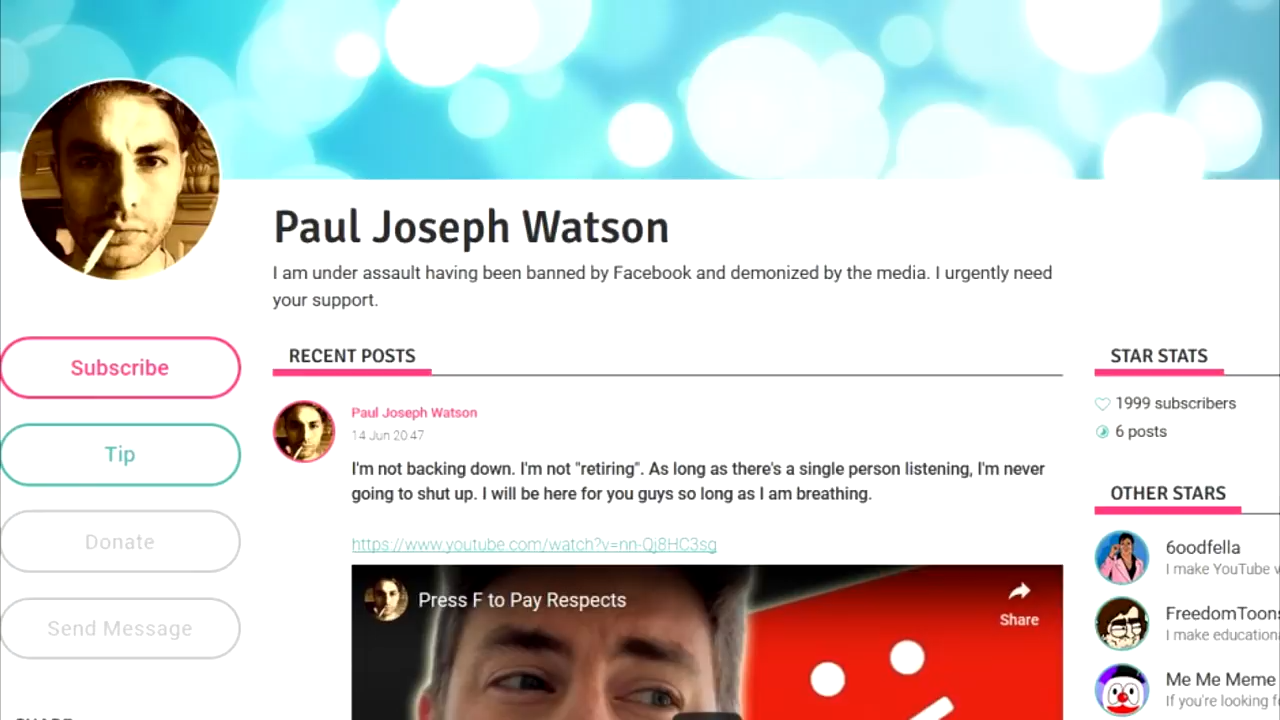 Paul Joseph Watson
I am under assault having been banned by Facebook and demonized by the media. I urgently need
your support.
Subscribe
Tip
Donate
Send Message
RECENT POSTS
Paul Joseph Watson
14 Jun 20:47
I'm not backing down. I'm not "retiring". As long as there's a single person listening, I'm never
going to shut up. I will be here for you guys so long as I am breathing.
https://www.youtube.com/watch?v=nn-Qj8HC3sg
Press F to Pay Respects
Share
STAR STATS
1999 subscribers
6 posts
OTHER STARS
6oodfella
I make YouTube v
FreedomToons
I make educationa
Me Me Meme
If you're looking f